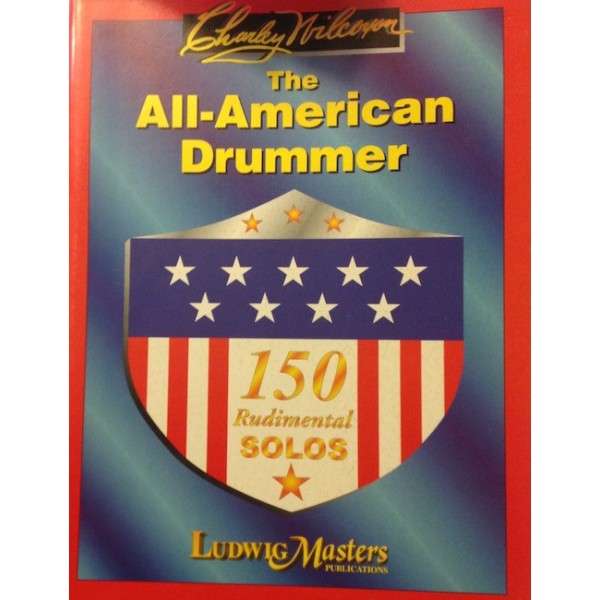 Charley Wilcoxon
The
All-American
Drummer
150
Rudimental
SOLOS
LUDWIG Masters
PUBLICATIONS